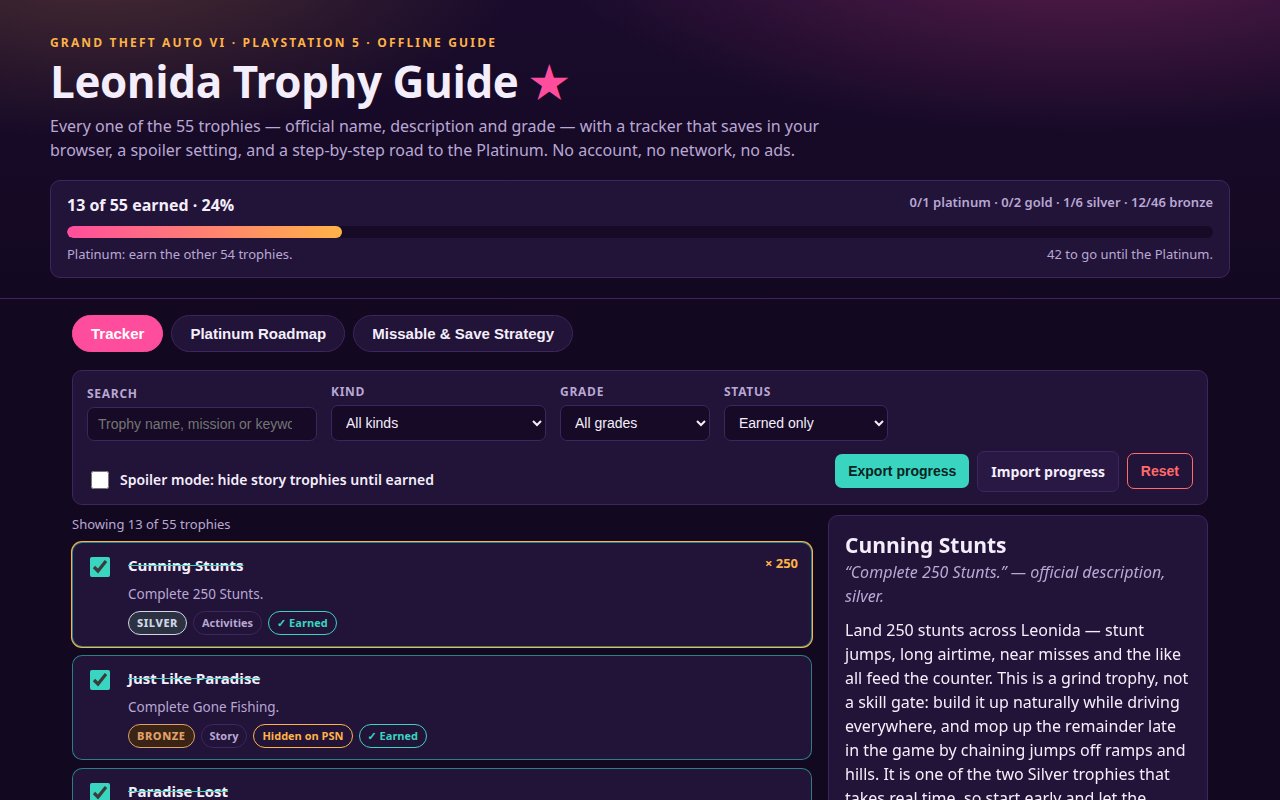 GRAND THEFT AUTO VI · PLAYSTATION 5 · OFFLINE GUIDE
Leonida Trophy Guide ★
Every one of the 55 trophies — official name, description and grade — with a tracker that saves in your
browser, a spoiler setting, and a step-by-step road to the Platinum. No account, no network, no ads.
13 of 55 earned · 24%
0/1 platinum · 0/2 gold · 1/6 silver · 12/46 bronze
Platinum: earn the other 54 trophies.
42 to go until the Platinum.
Tracker
Platinum Roadmap
Missable & Save Strategy
SEARCH
KIND
GRADE
STATUS
Trophy name, mission or keywo
All kinds
All grades
Earned only
Spoiler mode: hide story trophies until earned
Export progress
Import progress
Reset
Showing 13 of 55 trophies
Cunning Stunts
× 250
Complete 250 Stunts.
SILVER
Activities
✓ Earned
Just Like Paradise
Complete Gone Fishing.
BRONZE
Story
Hidden on PSN
✓ Earned
Paradise Lost
Cunning Stunts
“Complete 250 Stunts.” — official description,
silver.
Land 250 stunts across Leonida — stunt
jumps, long airtime, near misses and the like
all feed the counter. This is a grind trophy, not
a skill gate: build it up naturally while driving
everywhere, and mop up the remainder late
in the game by chaining jumps off ramps and
hills. It is one of the two Silver trophies that
takes real time, so start early and let the